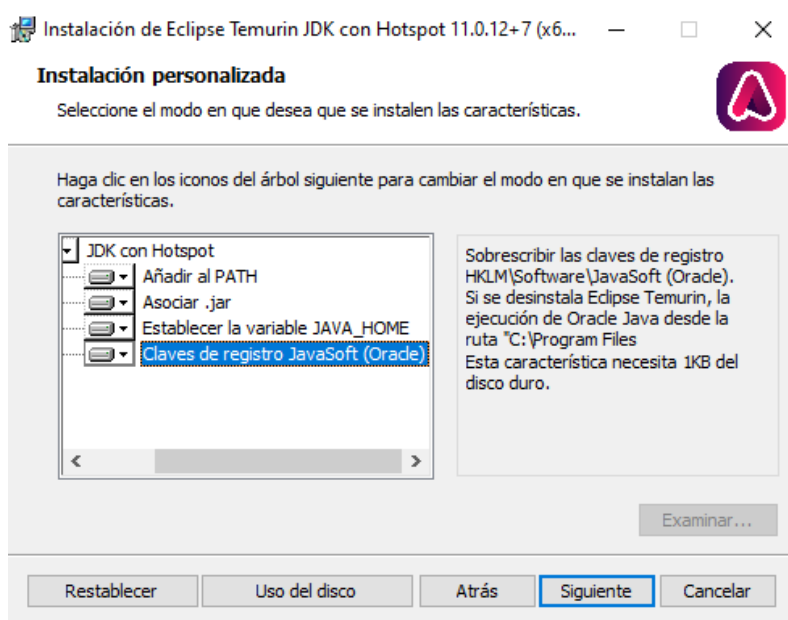 Instalación de Eclipse Temurin JDK con Hotspot 11.0.12+7 (x6...
Instalación personalizada
Seleccione el modo en que desea que se instalen las características.
Haga clic en los iconos del árbol siguiente para cambiar el modo en que se instalan las
características.
JDK con Hotspot
Añadir al PATH
Asociar .jar
Establecer la variable JAVA_HOME
Claves de registro JavaSoft (Oracle)
Sobrescribir las claves de registro
HKLM\Software\JavaSoft (Oracle).
Si se desinstala Eclipse Temurin, la
ejecución de Oracle Java desde la
ruta "C:\Program Files
Esta característica necesita 1KB del
disco duro.
Examinar...
Restablecer
Uso del disco
Atrás
Siguiente
Cancelar